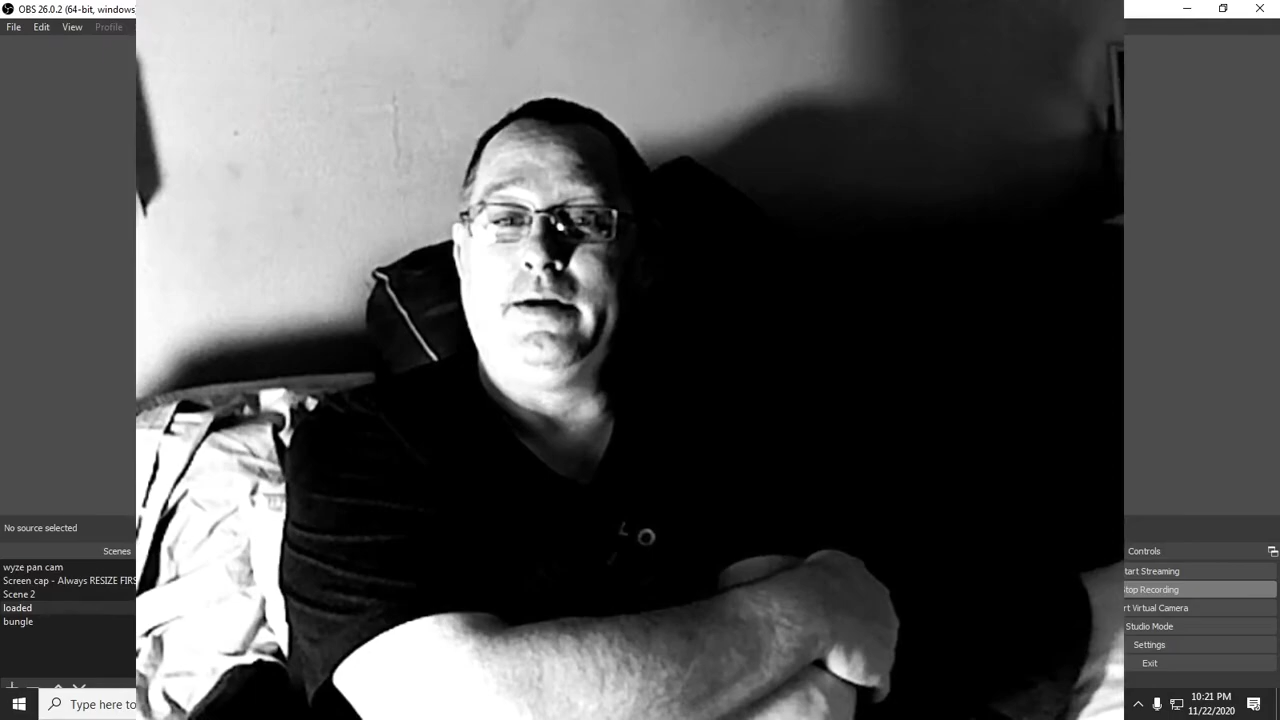 OBS 26.0.2 (64-bit, windows
File Edit View Profile
No source selected
Scenes
wyze pan cam
Screen cap - Always RESIZE FIRS
Scene 2
loaded
bungle
Controls
tart Streaming
top Recording
rt Virtual Camera
Studio Mode
Settings
Exit
Type here to
10:21 PM
11/22/2020